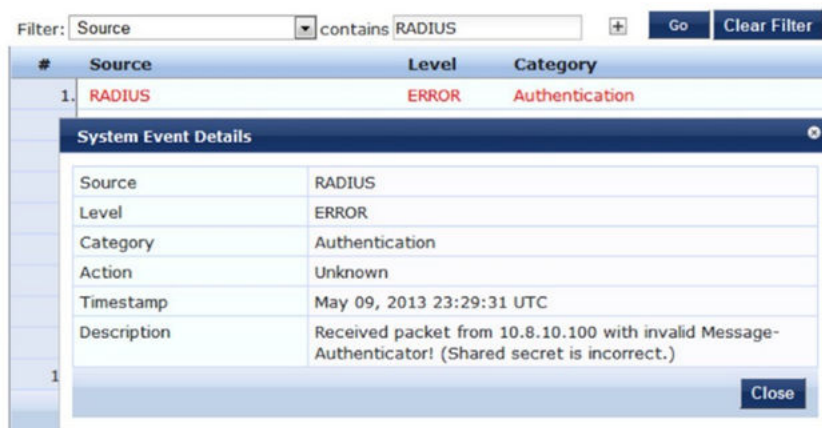 Filter: Source contains RADIUS + Go Clear Filter
# Source Level Category
1. RADIUS ERROR Authentication
System Event Details
Source RADIUS
Level ERROR
Category Authentication
Action Unknown
Timestamp May 09, 2013 23:29:31 UTC
Description Received packet from 10.8.10.100 with invalid Message-
Authenticator! (Shared secret is incorrect.)
1
Close